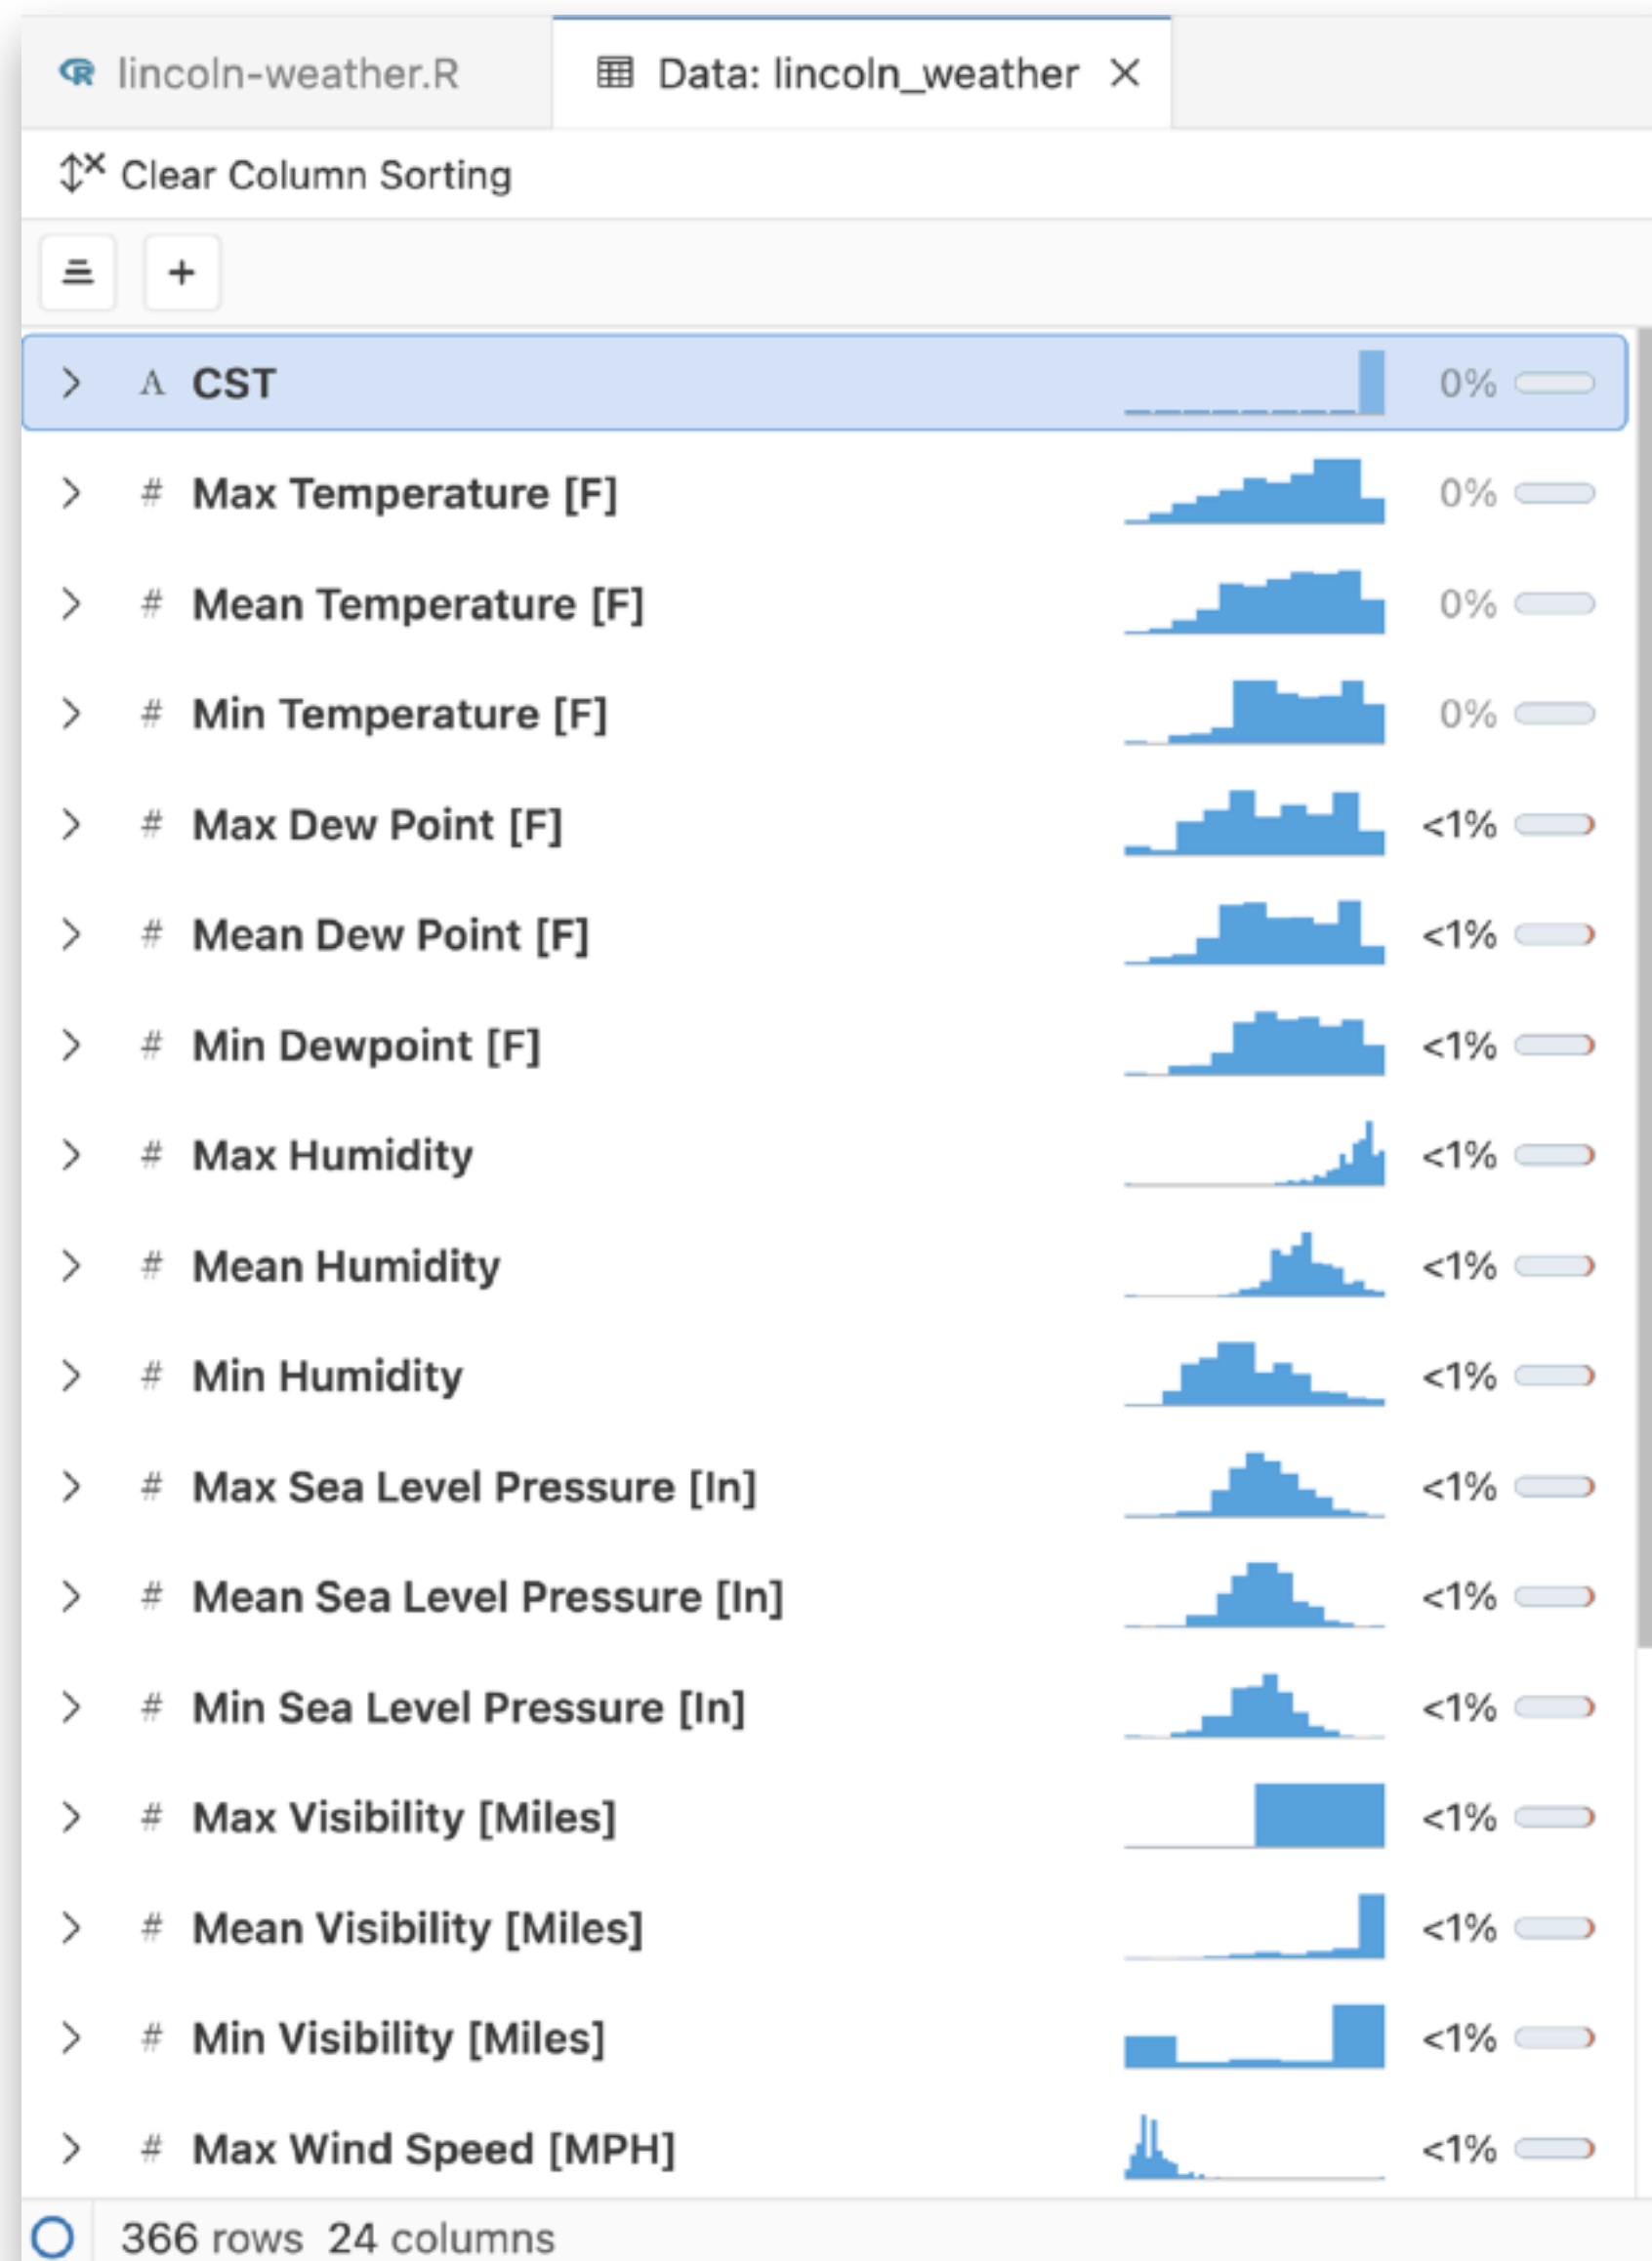 lincoln-weather.R Data: lincoln_weather
Clear Column Sorting
A CST 0%
# Max Temperature [F] 0%
# Mean Temperature [F] 0%
# Min Temperature [F] 0%
# Max Dew Point [F] <1%
# Mean Dew Point [F] <1%
# Min Dewpoint [F] <1%
# Max Humidity <1%
# Mean Humidity <1%
# Min Humidity <1%
# Max Sea Level Pressure [In] <1%
# Mean Sea Level Pressure [In] <1%
# Min Sea Level Pressure [In] <1%
# Max Visibility [Miles] <1%
# Mean Visibility [Miles] <1%
# Min Visibility [Miles] <1%
# Max Wind Speed [MPH] <1%
366 rows 24 columns